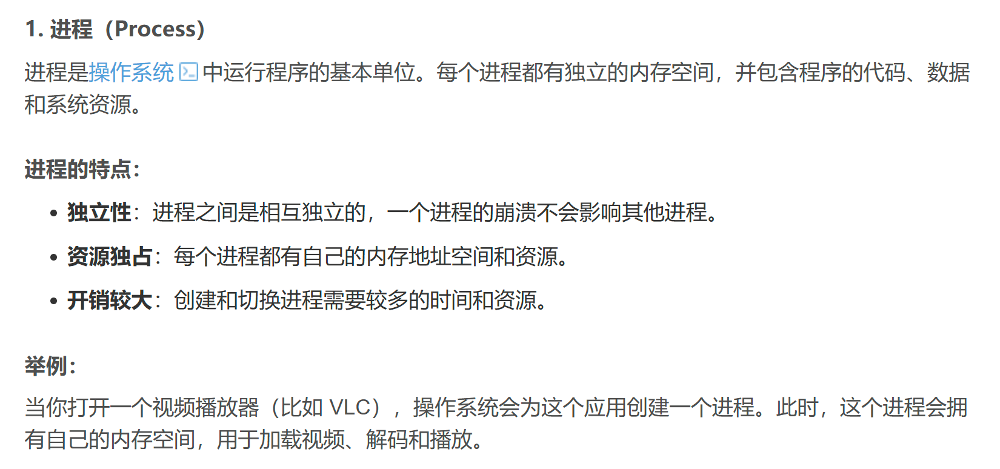 1. 进程（Process）
进程是操作系统中运行程序的基本单位。每个进程都有独立的内存空间，并包含程序的代码、数据
和系统资源。
进程的特点：
• 独立性：进程之间是相互独立的，一个进程的崩溃不会影响其他进程。
• 资源独占：每个进程都有自己的内存地址空间和资源。
• 开销较大：创建和切换进程需要较多的时间和资源。
举例：
当你打开一个视频播放器（比如 VLC），操作系统会为这个应用创建一个进程。此时，这个进程会拥
有自己的内存空间，用于加载视频、解码和播放。